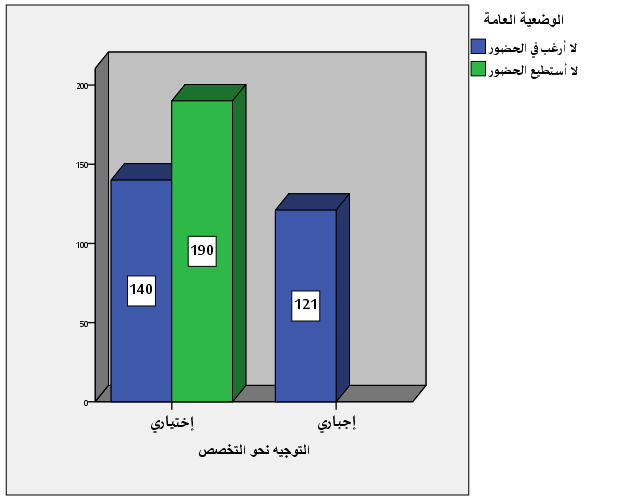 الوضعية العامة
لا أرغب في الحضور
لا أستطيع الحضور
200
150
100
50
0
140
190
121
إختياري
إجباري
التوجيه نحو التخصص